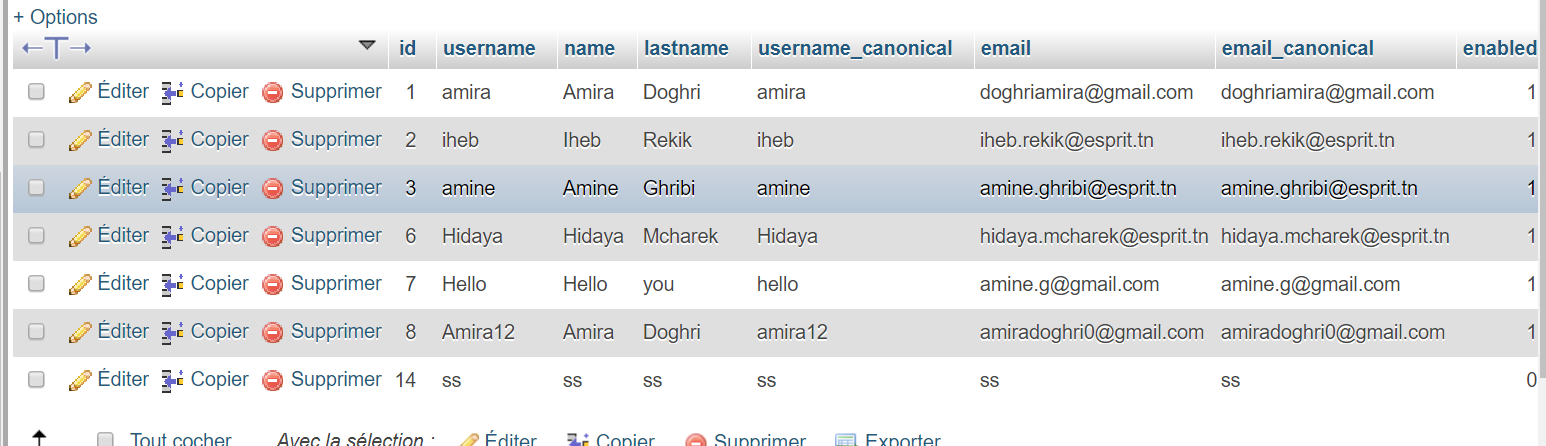 + Options
id username name lastname username_canonical email email_canonical enabled
Éditer Copier Supprimer 1 amira Amira Doghri amira doghriamira@gmail.com doghriamira@gmail.com 1
Éditer Copier Supprimer 2 iheb Iheb Rekik iheb iheb.rekik@esprit.tn iheb.rekik@esprit.tn 1
Éditer Copier Supprimer 3 amine Amine Ghribi amine amine.ghribi@esprit.tn amine.ghribi@esprit.tn 1
Éditer Copier Supprimer 6 Hidaya Hidaya Mcharek Hidaya hidaya.mcharek@esprit.tn hidaya.mcharek@esprit.tn 1
Éditer Copier Supprimer 7 Hello Hello you hello amine.g@gmail.com amine.g@gmail.com 1
Éditer Copier Supprimer 8 Amira12 Amira Doghri amira12 amiradoghri0@gmail.com amiradoghri0@gmail.com 1
Éditer Copier Supprimer 14 ss ss ss ss ss ss 0
Tout cocher Avec la sélection : Éditer Copier Supprimer Exporter